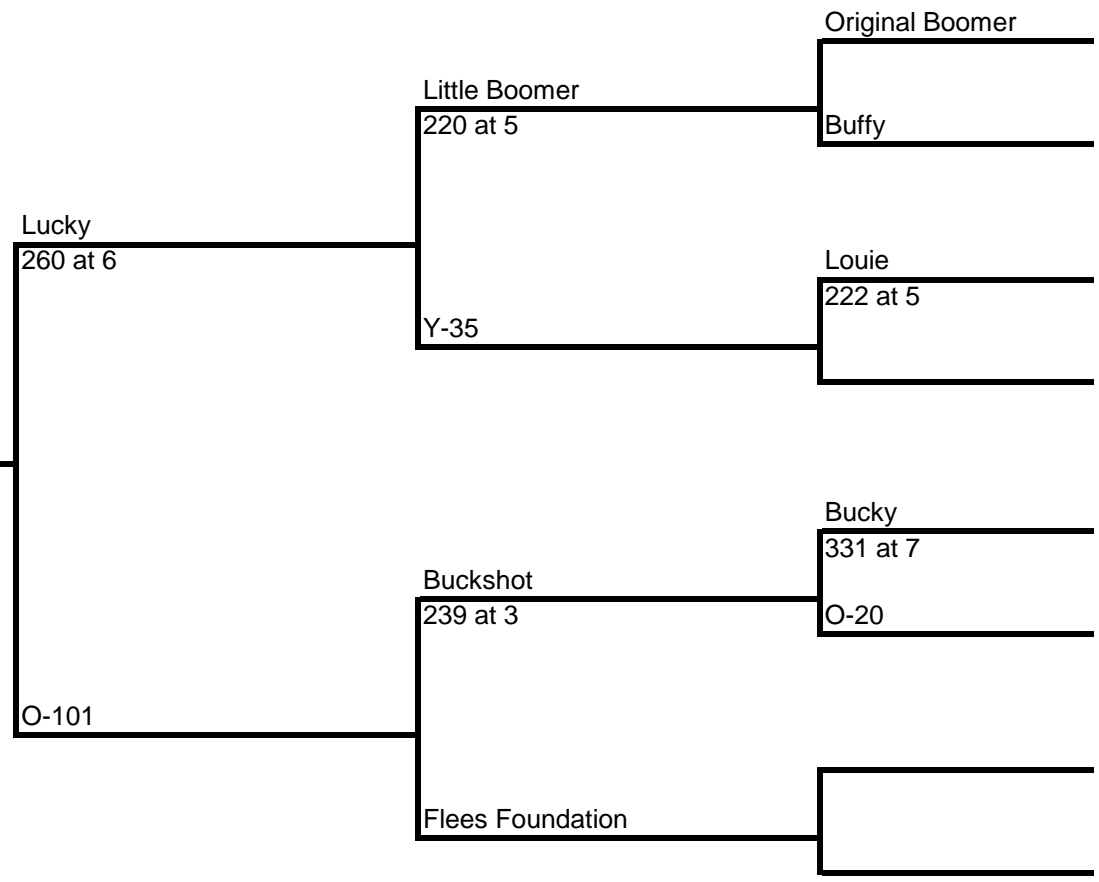 Original Boomer
Little Boomer
220 at 5
Buffy
Lucky
260 at 6
Louie
222 at 5
Y-35
Bucky
331 at 7
Buckshot
239 at 3
O-20
O-101
Flees Foundation